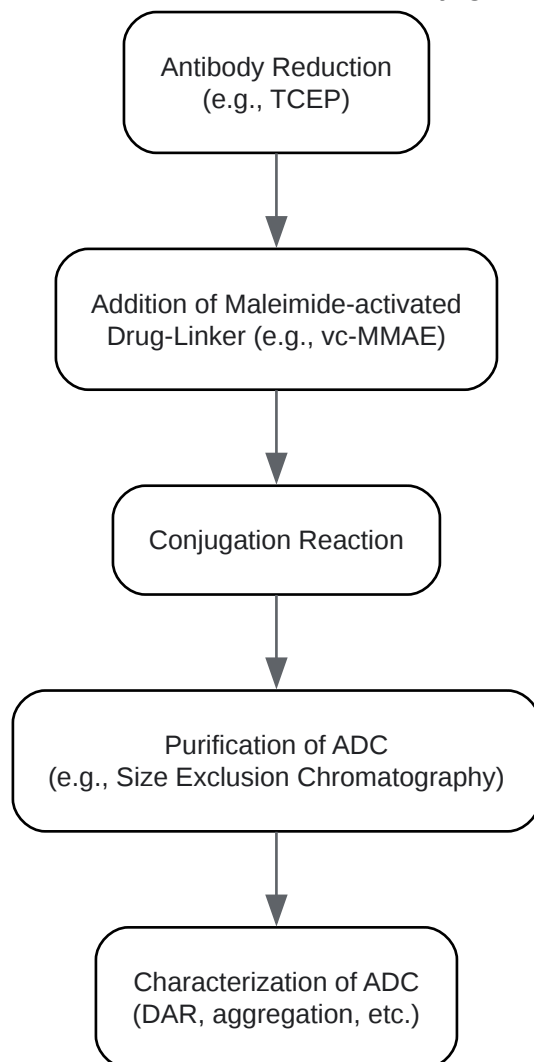 Antibody Reduction
(e.g., TCEP)
Addition of Maleimide-activated
Drug-Linker (e.g., vc-MMAE)
Conjugation Reaction
Purification of ADC
(e.g., Size Exclusion Chromatography)
Characterization of ADC
(DAR, aggregation, etc.)